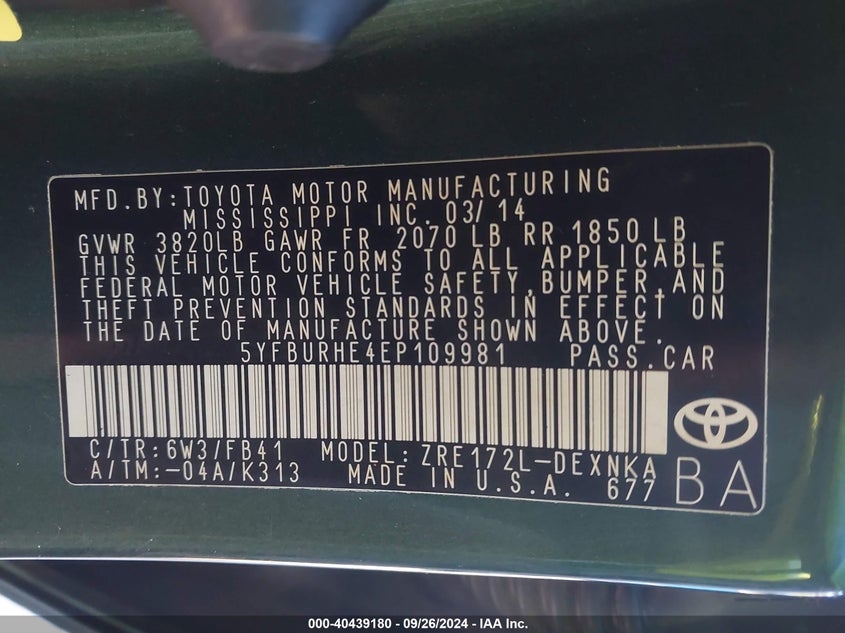 MFD.BY:TOYOTA MOTOR MANUFACTURING
MISSISSIPPI INC. 03/14
GVWR 3820LB GAWR FR 2070 LB RR 1850 LB
THIS VEHICLE CONFORMS TO ALL APPLICABLE
FEDERAL MOTOR VEHICLE SAFETY,BUMPER,AND
THEFT PREVENTION STANDARDS IN EFFECT ON
THE DATE OF MANUFACTURE SHOWN ABOVE.
5YFBURHE4EP109981 PASS.CAR
C/TR:6W3/FB41 MODEL:ZRE172L-DEXNKA
A/TM:-04A/K313 MADE IN U.S.A. 677
BA
000-40439180 - 09/26/2024 - IAA Inc.